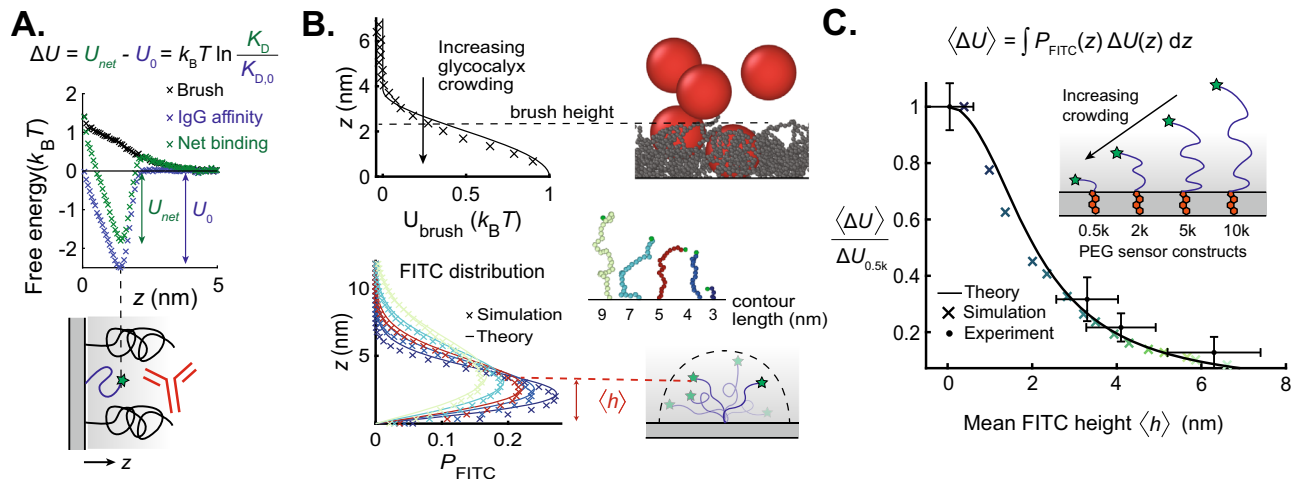 A.
ΔU = U_net - U_0 = k_BT ln K_D / K_D,0
× Brush
× IgG affinity
× Net binding
Free energy(k_BT)
2
1
0
-1
-2
U_net
U_0
0
5
z (nm)
z
B.
z (nm)
6
4
2
0
Increasing
glycocalyx
crowding
brush height
0
0.5
1
U_brush (k_BT)
FITC distribution
× Simulation
– Theory
z (nm)
10
5
0
0
0.1
0.2
P_FITC
⟨h⟩
9
7
5
4
3
contour
length (nm)
C.
⟨ΔU⟩ = ∫ P_FITC(z) ΔU(z) dz
⟨ΔU⟩
ΔU_0.5k
1
0.8
0.6
0.4
0.2
Increasing
crowding
0.5k
2k
5k
10k
PEG sensor constructs
Theory
Simulation
Experiment
0
2
4
6
8
Mean FITC height ⟨h⟩ (nm)